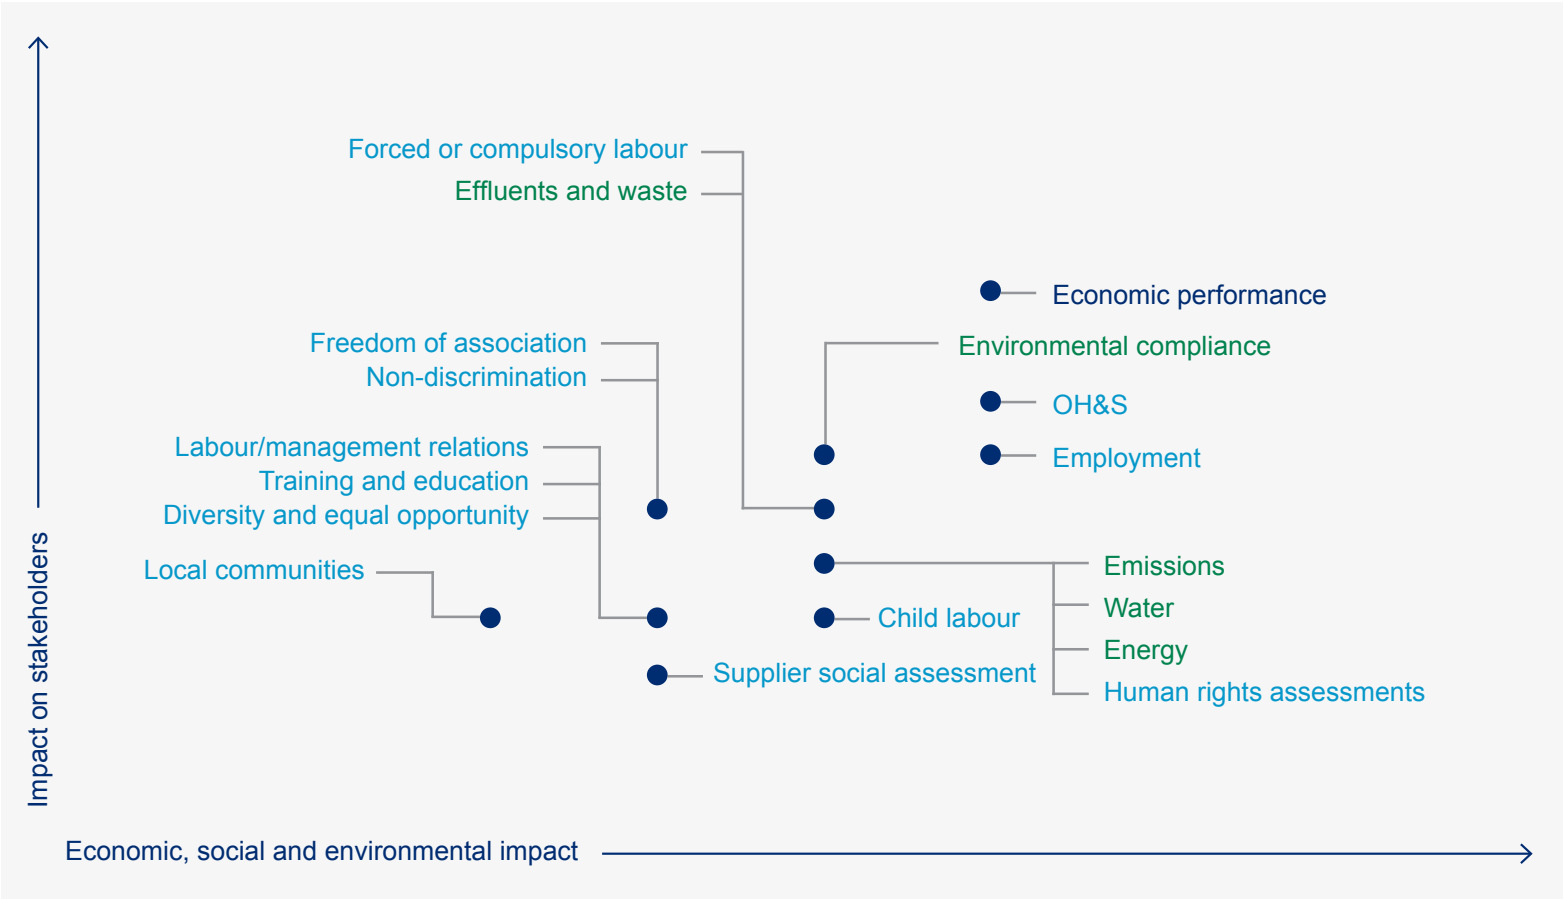 Forced or compulsory labour
Effluents and waste
Economic performance
Freedom of association
Environmental compliance
Non-discrimination
OH&S
Labour/management relations
Employment
Training and education
Diversity and equal opportunity
Local communities
Emissions
Water
Child labour
Energy
Supplier social assessment
Human rights assessments
Impact on stakeholders
Economic, social and environmental impact